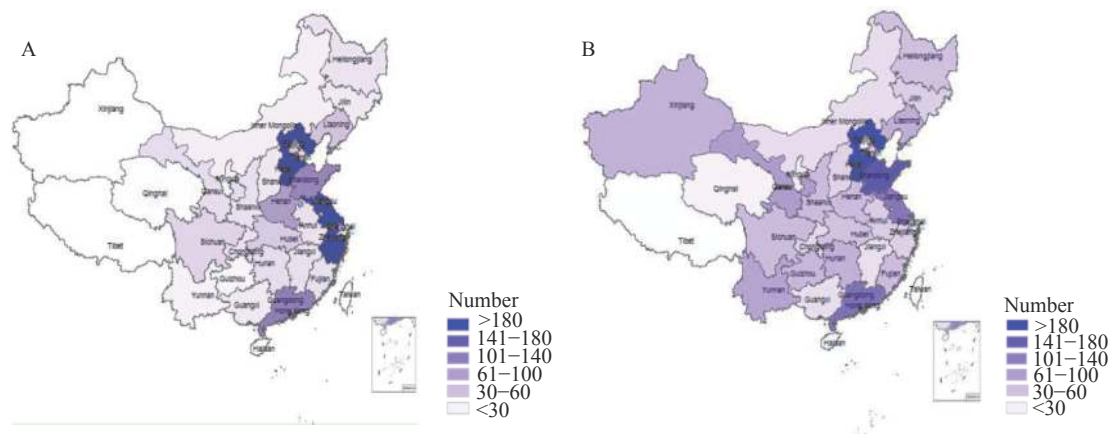 A
Heilongjiang
Jilin
Xinjiang
Inner Mongolia
Liaoning
Gansu
Qinghai
Shaanxi
Henan
Tibet
Sichuan
Hubei
Anhui
Chongqing
Hunan
Jiangxi
Guizhou
Fujian
Yunnan
Guangxi
Guangdong
Taiwan
Hainan
Number
>180
141–180
101–140
61–100
30–60
<30
B
Heilongjiang
Jilin
Xinjiang
Inner Mongolia
Liaoning
Gansu
Shandong
Qinghai
Shaanxi
Henan
Tibet
Sichuan
Hubei
Anhui
Chongqing
Hunan
Jiangxi
Guizhou
Fujian
Yunnan
Guangxi
Guangdong
Taiwan
Hainan
Number
>180
141–180
101–140
61–100
30–60
<30